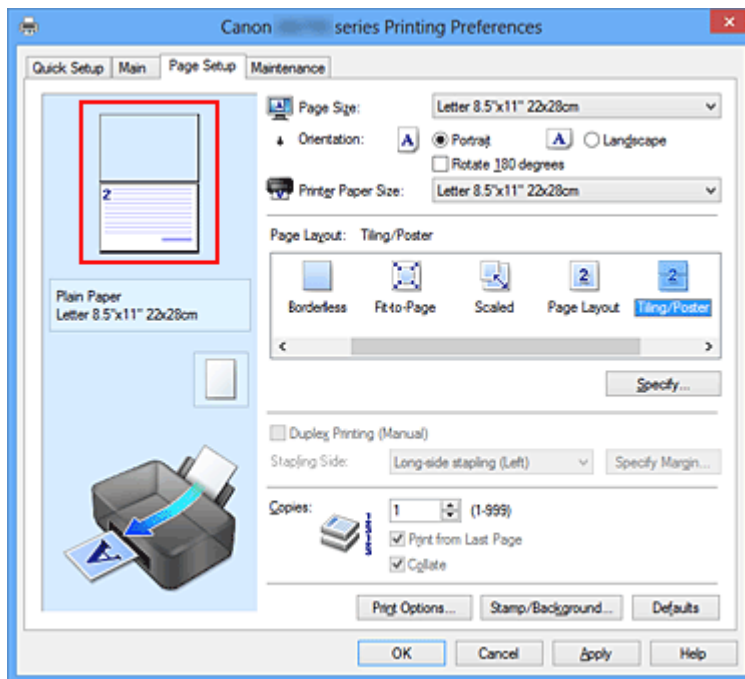 Canon series Printing Preferences
Quick Setup Main Page Setup Maintenance
2
Plain Paper
Letter 8.5"x11" 22x28cm
A
Page Size: Letter 8.5"x11" 22x28cm
Orientation: A Portrait A Landscape
Rotate 180 degrees
Printer Paper Size: Letter 8.5"x11" 22x28cm
Page Layout: Tiling/Poster
2 2
Borderless Fit-to-Page Scaled Page Layout Tiling/Poster
Specify...
Duplex Printing (Manual)
Stapling Side: Long-side stapling (Left) Specify Margin...
Copies: 1 (1-999)
Print from Last Page
Collate
Print Options... Stamp/Background... Defaults
OK Cancel Apply Help